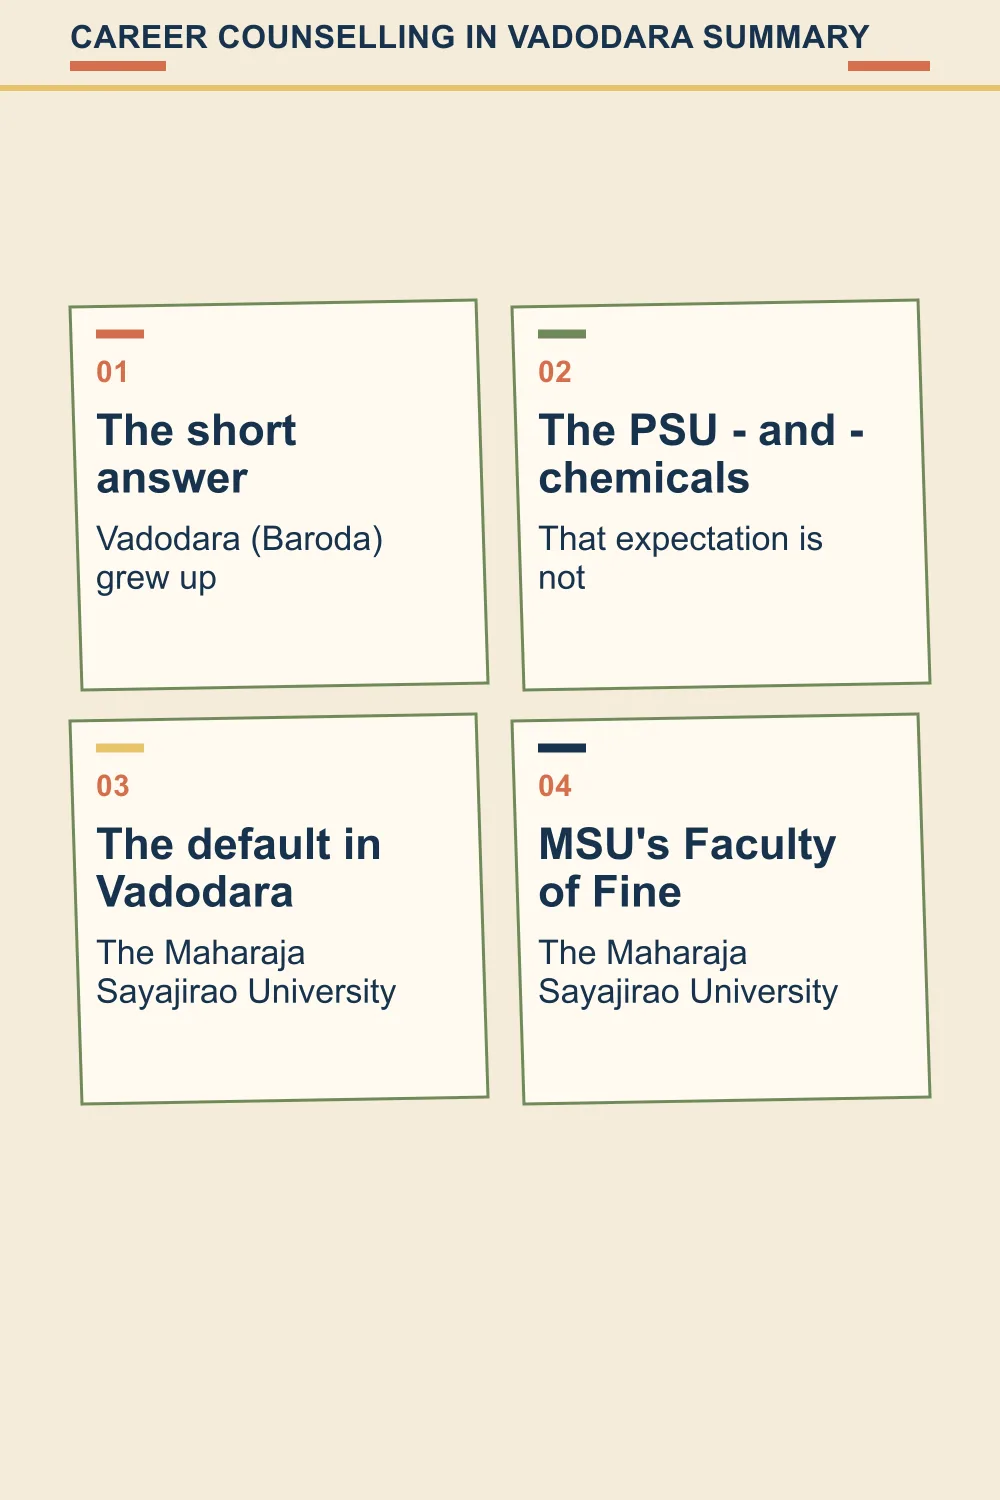 CAREER COUNSELLING IN VADODARA SUMMARY
01
The short
answer
Vadodara (Baroda)
grew up
02
The PSU - and -
chemicals
That expectation is
not
03
The default in
Vadodara
The Maharaja
Sayajirao University
04
MSU's Faculty
of Fine
The Maharaja
Sayajirao University